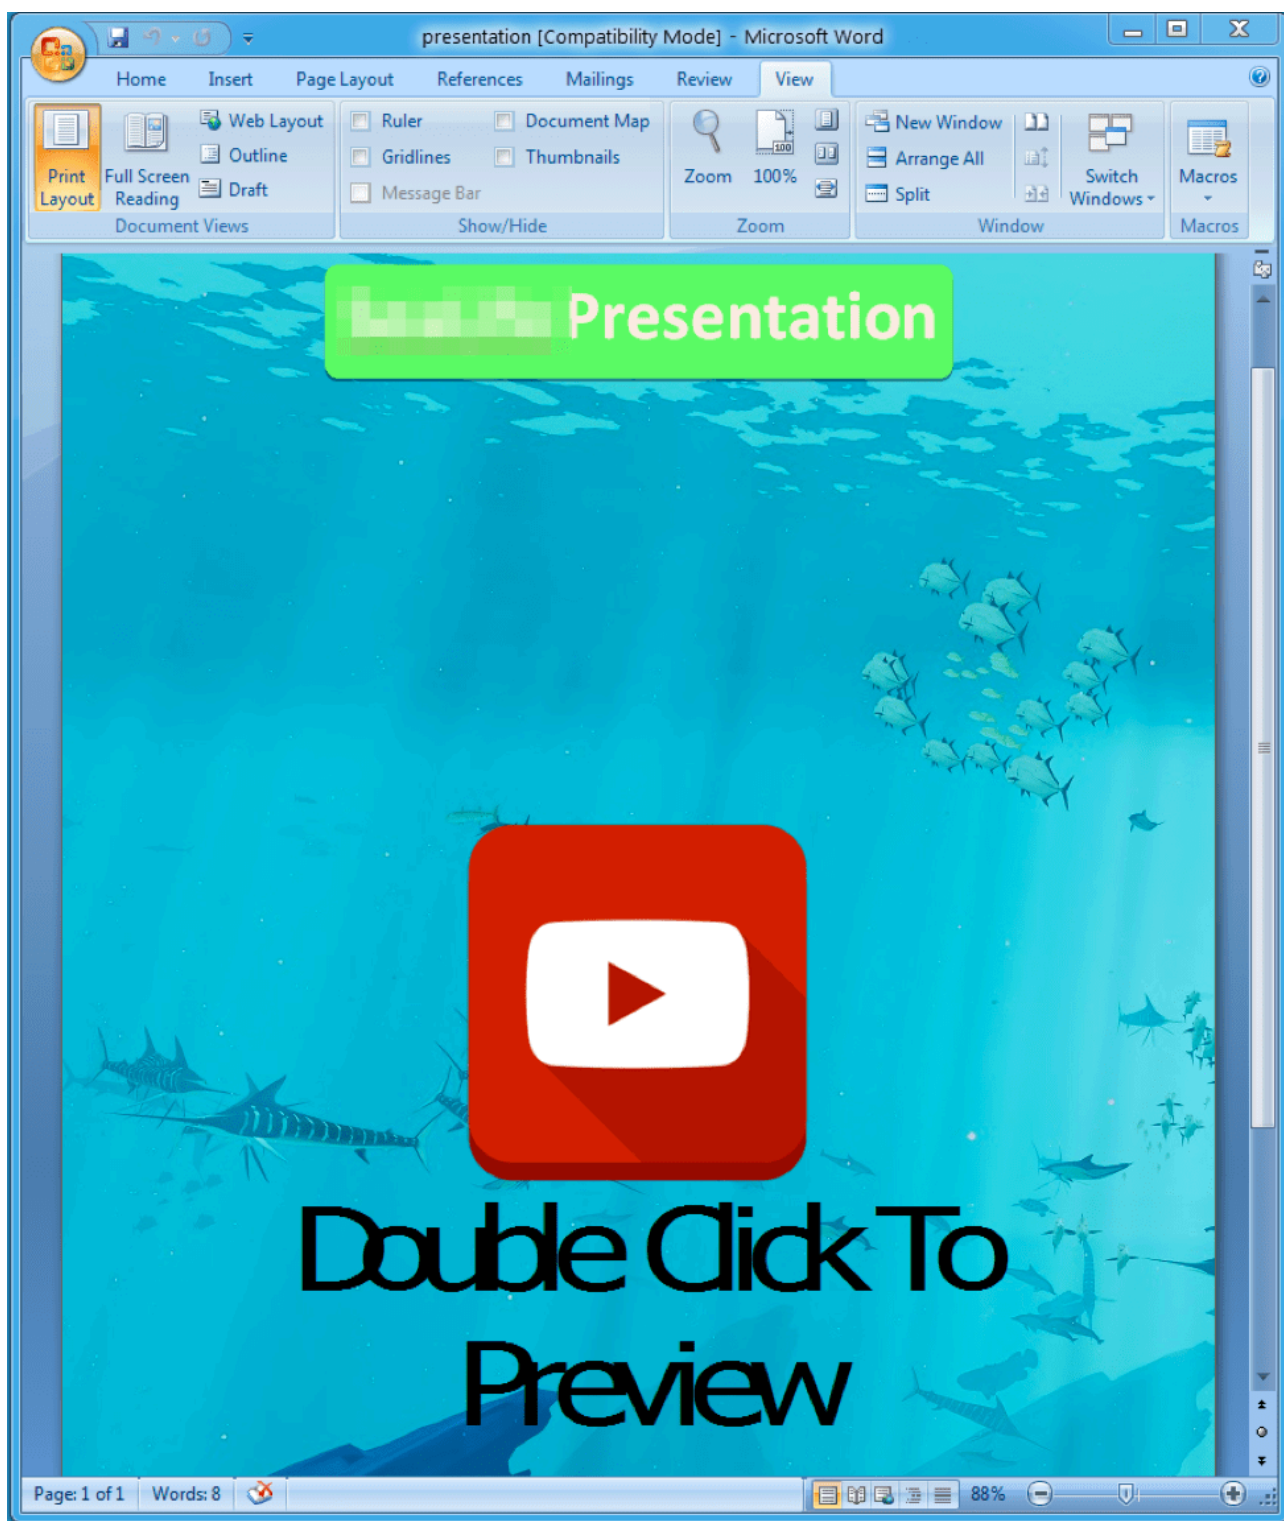 presentation [Compatibility Mode] - Microsoft Word
Home Insert Page Layout References Mailings Review View
Print Layout
Full Screen Reading
Web Layout
Outline
Draft
Document Views
Ruler
Gridlines
Message Bar
Document Map
Thumbnails
Show/Hide
Zoom
100
100%
Zoom
New Window
Arrange All
Split
Switch Windows
Window
Macros
Macros
Presentation
Double Click To
Preview
Page: 1 of 1 Words: 8 88%